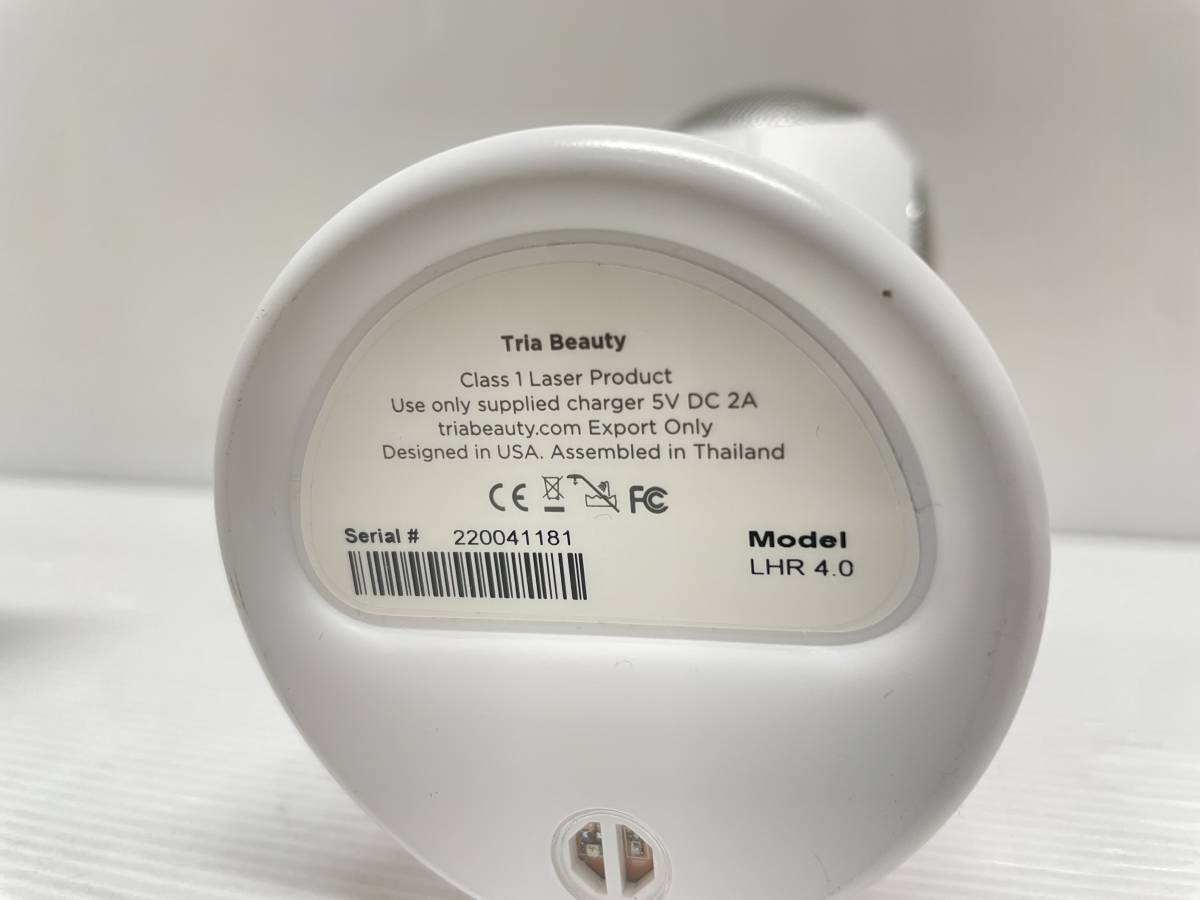 Tria Beauty
Class 1 Laser Product
Use only supplied charger 5V DC 2A
triabeauty.com Export Only
Designed in USA. Assembled in Thailand
CE FC
Serial # 220041181
Model
LHR 4.0